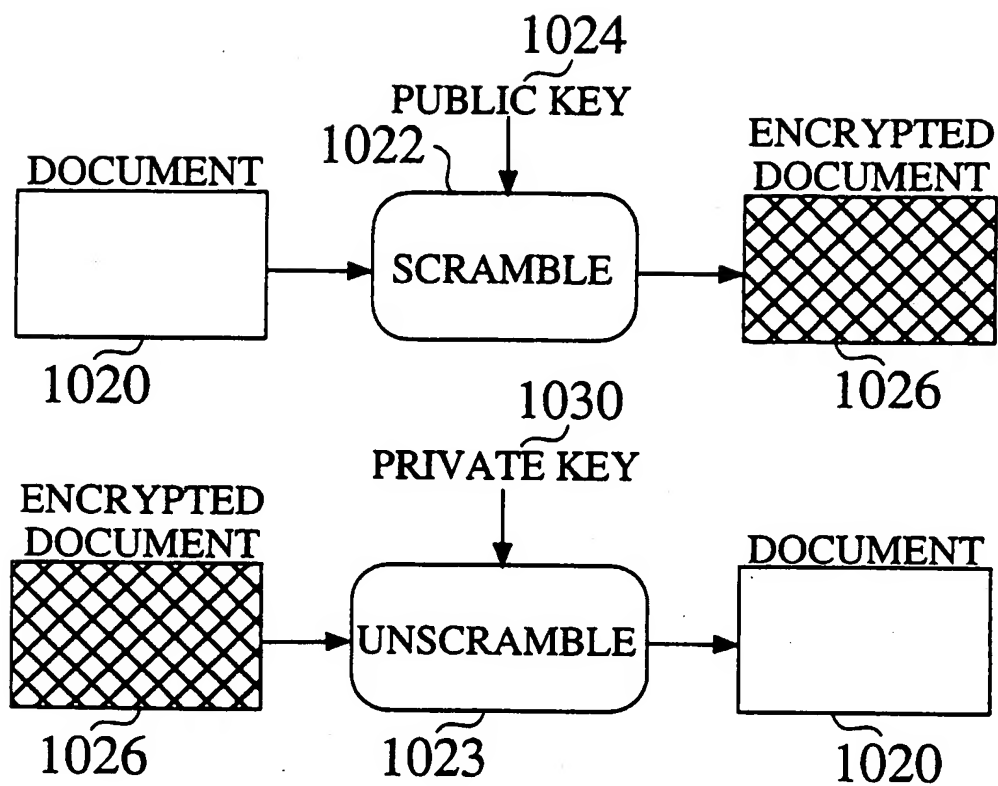 1024
PUBLIC KEY
1022
DOCUMENT
ENCRYPTED
DOCUMENT
SCRAMBLE
1020
1026
1030
PRIVATE KEY
ENCRYPTED
DOCUMENT
DOCUMENT
UNSCRAMBLE
1026
1023
1020